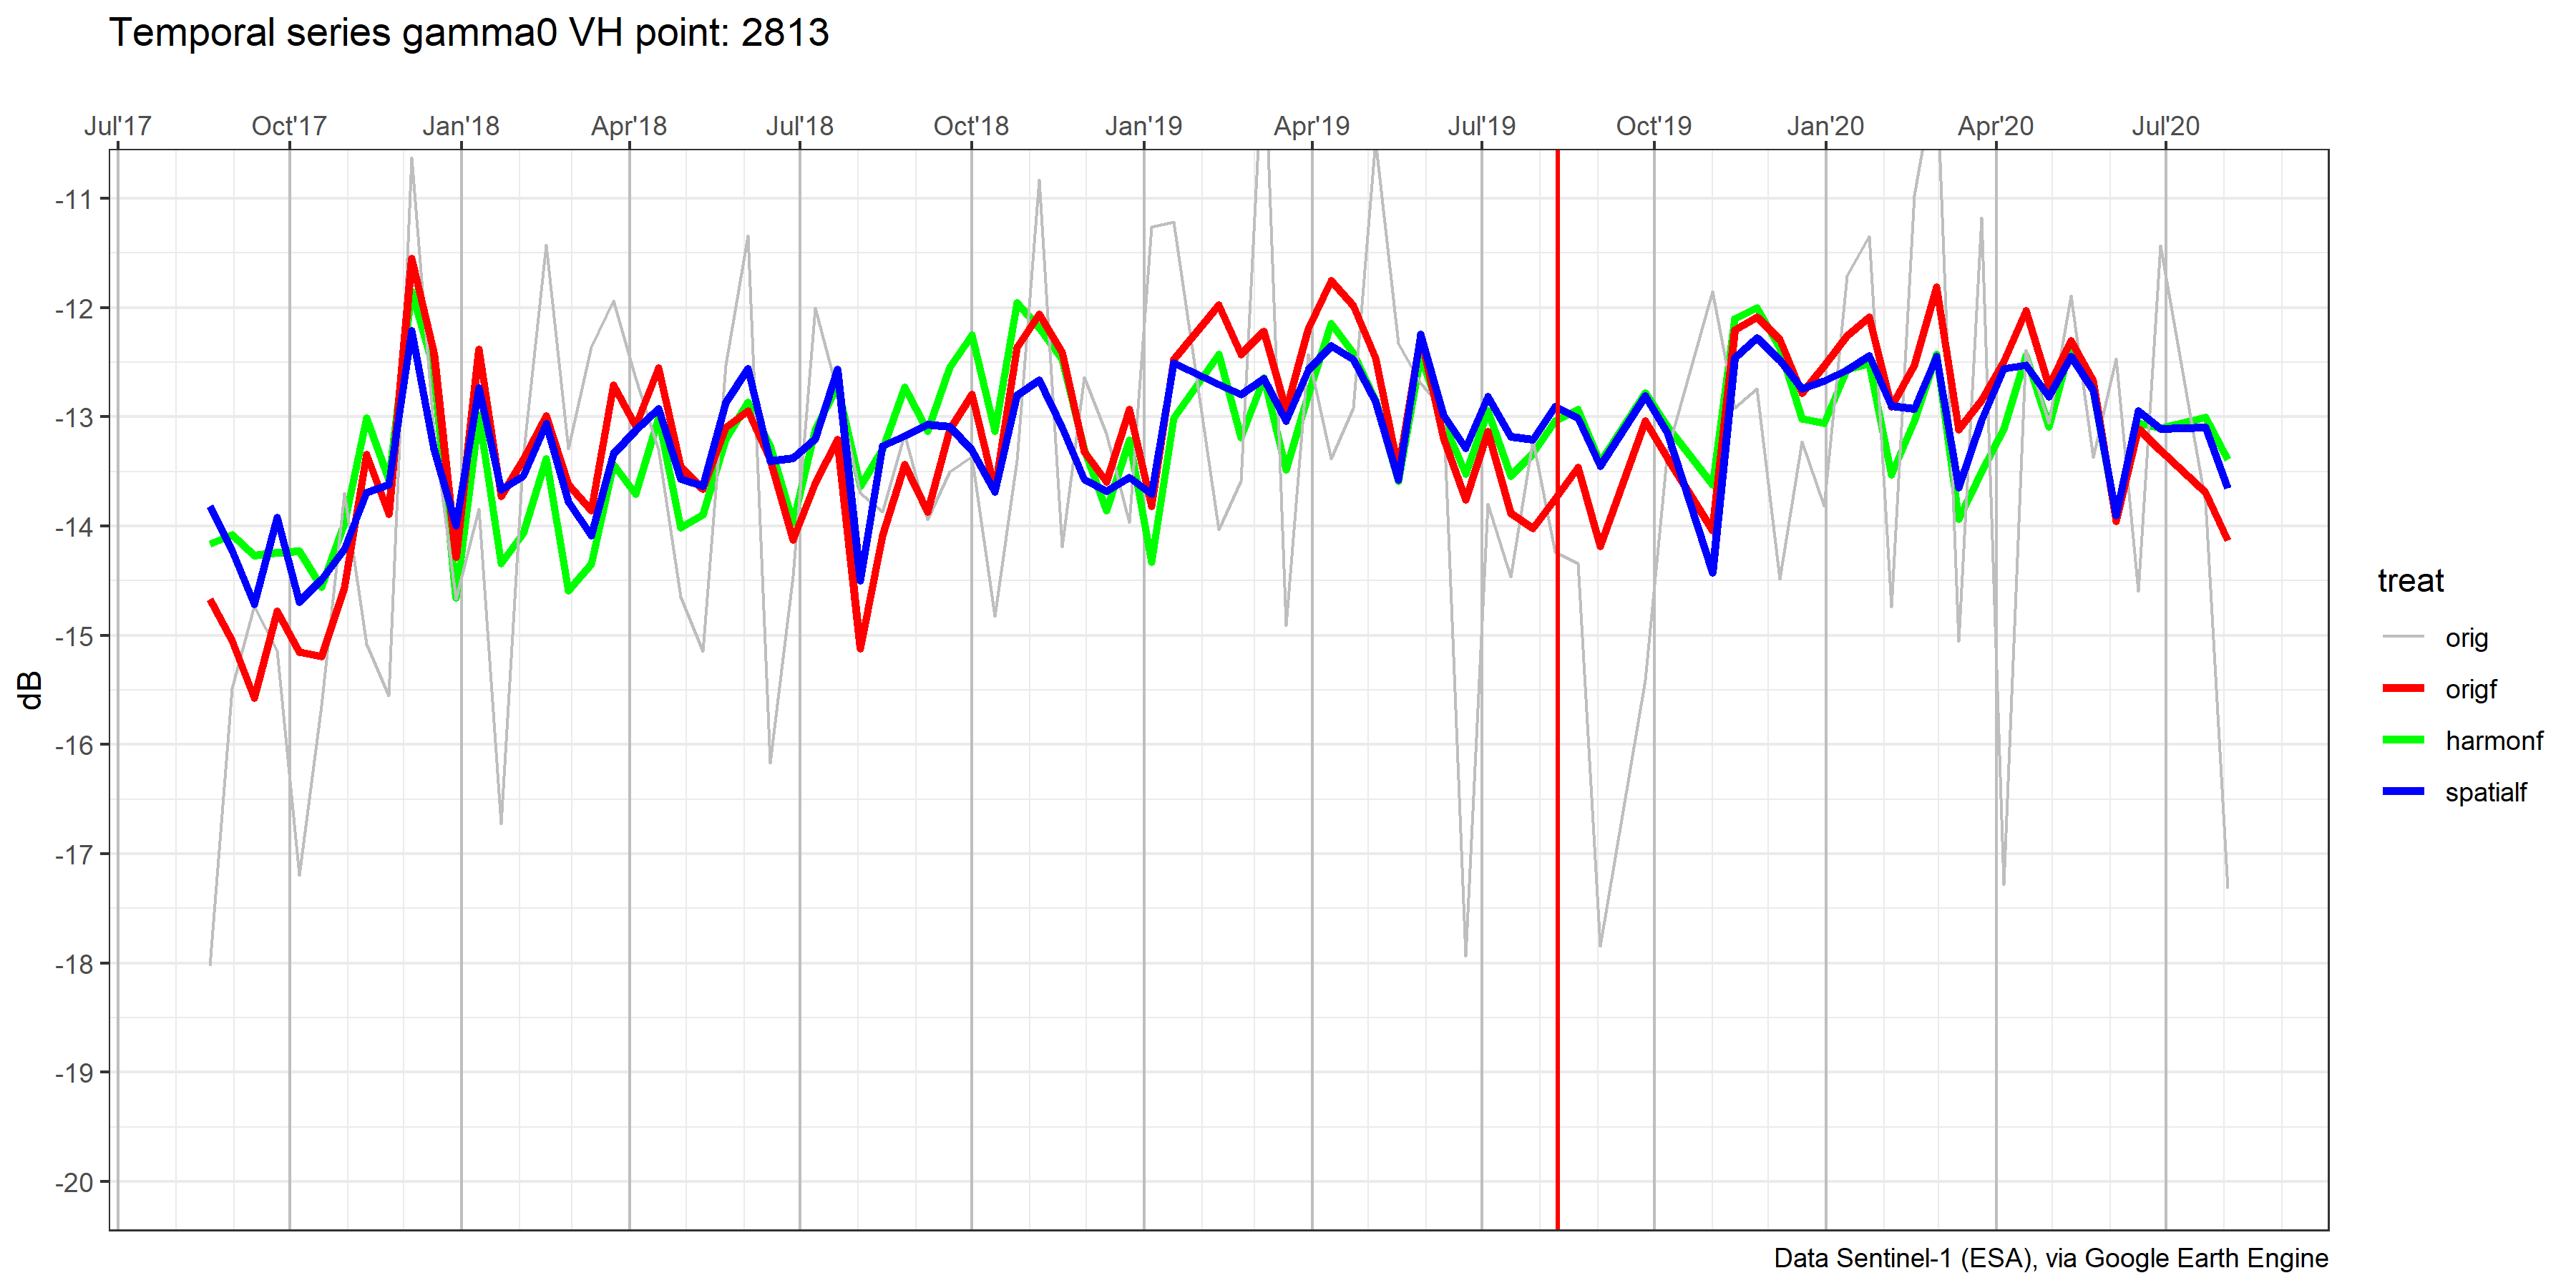 Temporal series gamma0 VH point: 2813
Jul'17 Oct'17 Jan'18 Apr'18 Jul'18 Oct'18 Jan'19 Apr'19 Jul'19 Oct'19 Jan'20 Apr'20 Jul'20
-11
-12
-13
-14
-15
-16
-17
-18
-19
-20
dB
treat
orig
origf
harmonf
spatialf
Data Sentinel-1 (ESA), via Google Earth Engine